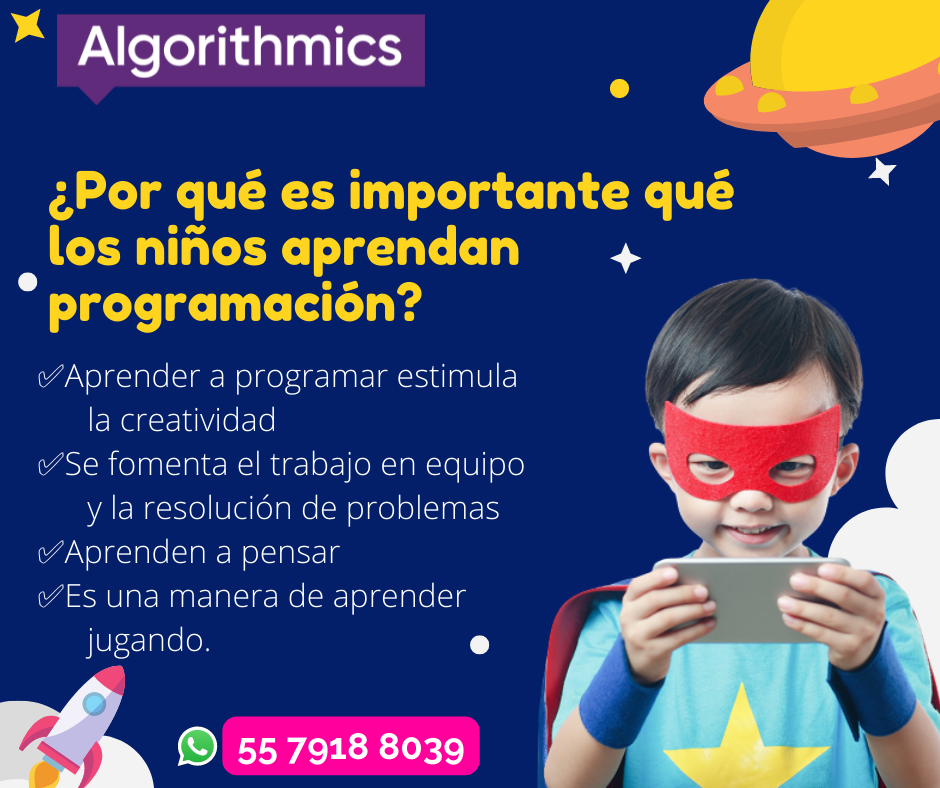 Algorithmics
¿Por qué es importante qué
los niños aprendan
programación?
✅Aprender a programar estimula
la creatividad
✅Se fomenta el trabajo en equipo
y la resolución de problemas
✅Aprenden a pensar
✅Es una manera de aprender
jugando.
55 7918 8039